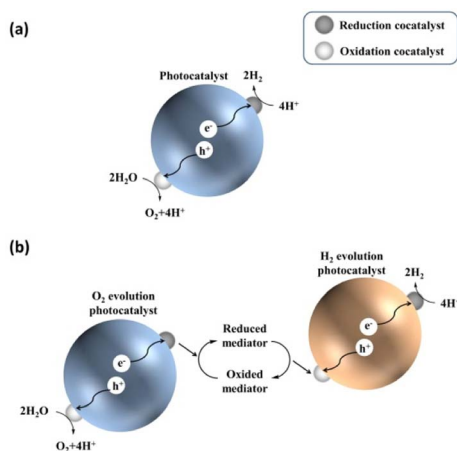 (a)
Reduction cocatalyst
Oxidation cocatalyst
Photocatalyst
2H₂
4H⁺
e⁻
h⁺
2H₂O
O₂+4H⁺
(b)
H₂ evolution
photocatalyst
2H₂
4H⁺
O₂ evolution
photocatalyst
Reduced
mediator
e⁻
h⁺
Oxided
mediator
e⁻
h⁺
2H₂O
O₂+4H⁺